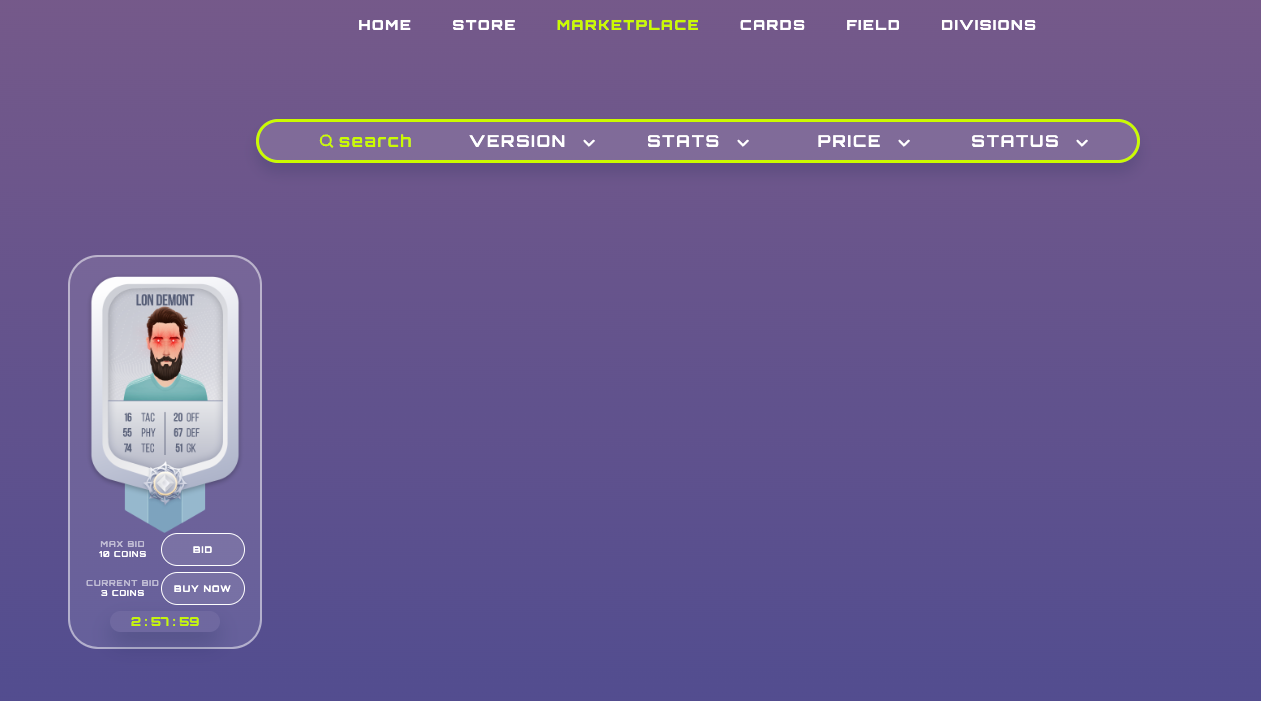 HOME STORE MARKETPLACE CARDS FIELD DIVISIONS
search VERSION STATS PRICE STATUS
LON DEMONT
16 TAC 20 OFF
55 PHY 67 DEF
74 TEC 51 GK
MAX BID
10 COINS
BID
CURRENT BID
3 COINS
BUY NOW
2:57:59